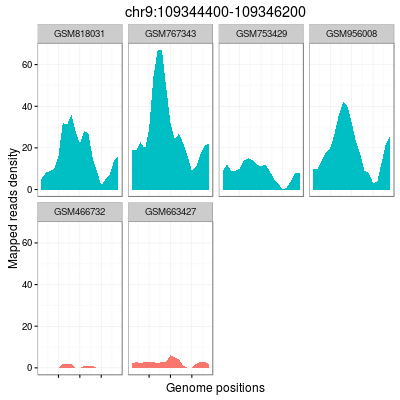 chr9:109344400-109346200
GSM818031 GSM767343 GSM753429 GSM956008
60
40
20
0
Mapped reads density
GSM466732 GSM663427
60
40
20
0
Genome positions